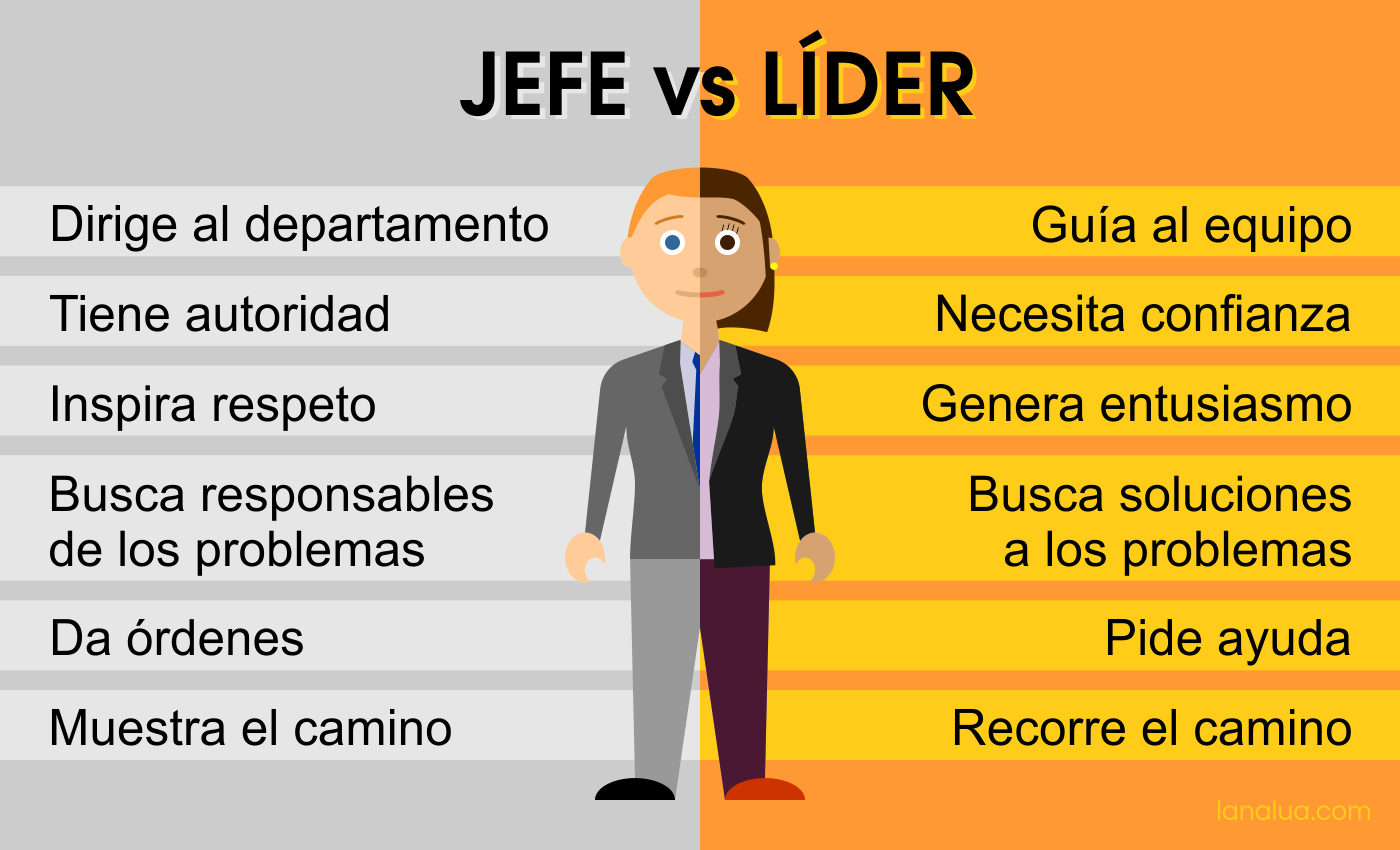 JEFE vs LÍDER
Dirige al departamento
Tiene autoridad
Inspira respeto
Busca responsables
de los problemas
Da órdenes
Muestra el camino
Guía al equipo
Necesita confianza
Genera entusiasmo
Busca soluciones
a los problemas
Pide ayuda
Recorre el camino
lanalua.com